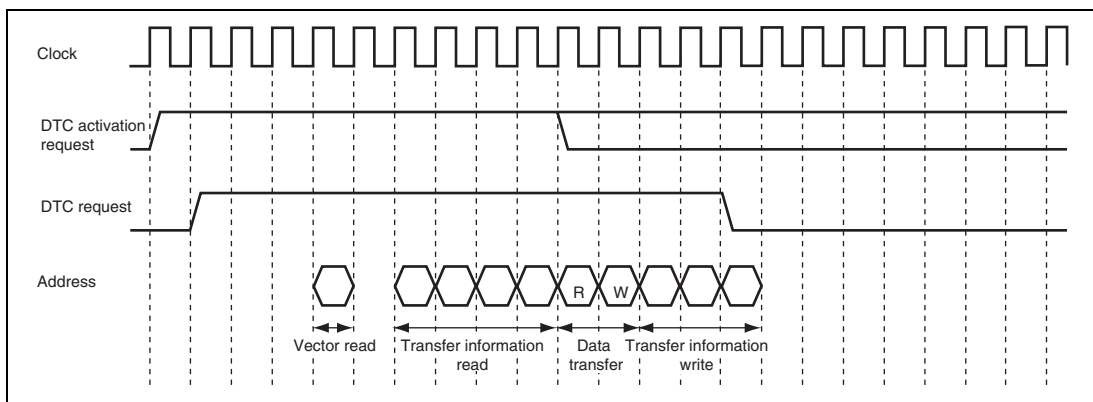 Clock
DTC activation
request
DTC request
Address
R
W
Vector read
Transfer information
read
Data
transfer
Transfer information
write